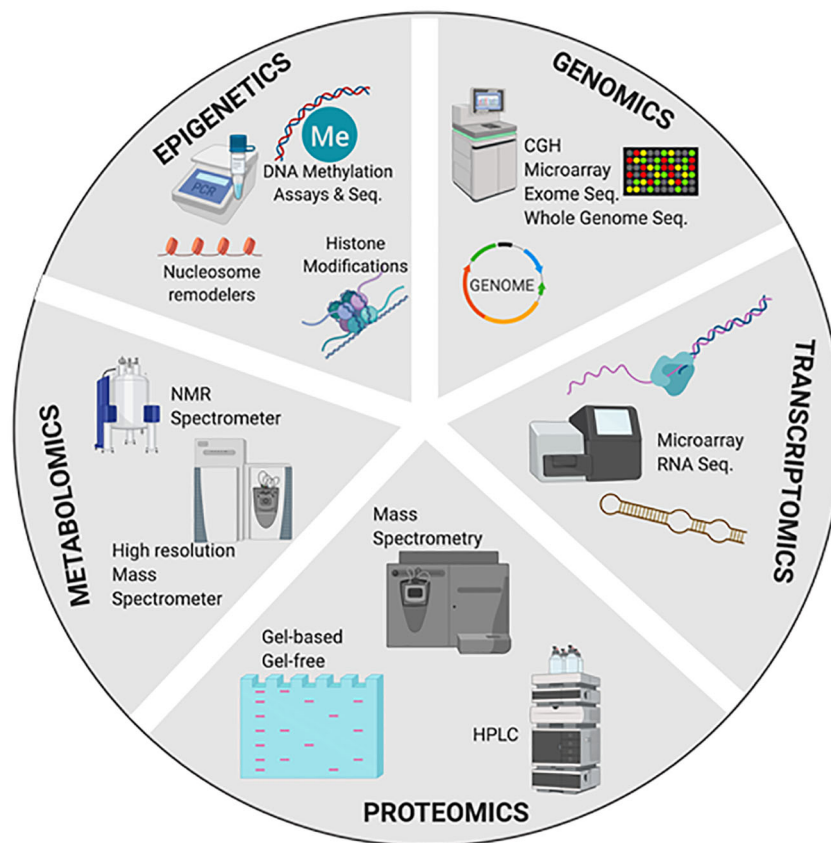 EPIGENETICS
Me
PCR
DNA Methylation
Assays & Seq.
Nucleosome
remodelers
Histone
Modifications
GENOMICS
CGH
Microarray
Exome Seq.
Whole Genome Seq.
GENOME
TRANSCRIPTOMICS
Microarray
RNA Seq.
METABOLOMICS
NMR
Spectrometer
High resolution
Mass
Spectrometer
Mass
Spectrometry
Gel-based
Gel-free
HPLC
PROTEOMICS